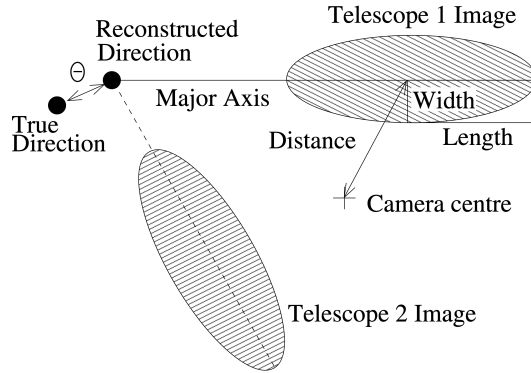 Telescope 1 Image
Reconstructed
Direction
Θ
Major Axis
Width
True
Direction
Distance
Length
Camera centre
Telescope 2 Image